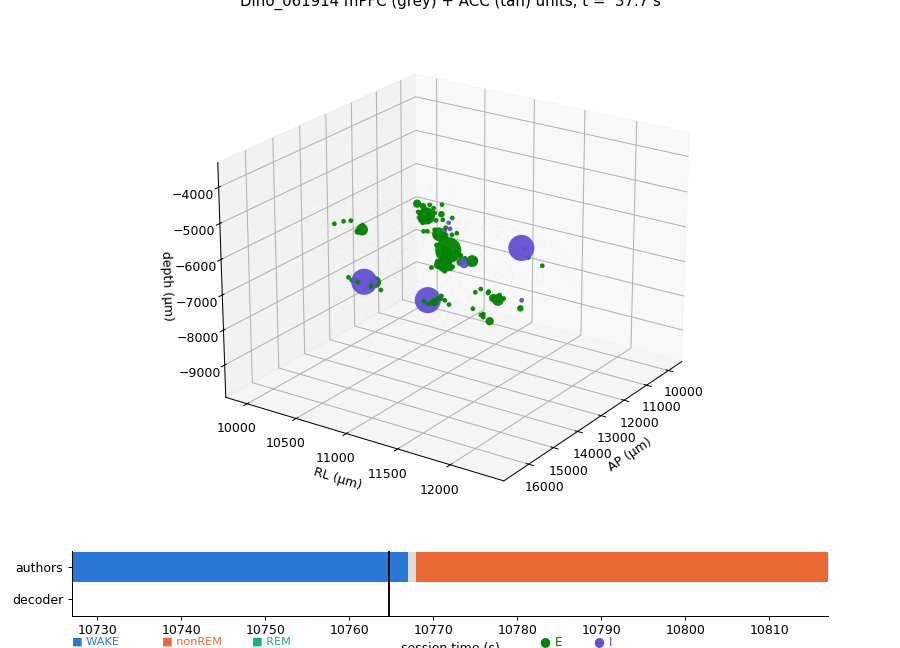 Dino_061914 mPFC (grey) + ACC (tan) units, t = 37.7 s
−4000
−5000
−6000
−7000
−8000
−9000
depth (μm)
10000
10500
11000
11500
12000
RL (μm)
10000
11000
12000
13000
14000
15000
16000
AP (μm)
authors
decoder
10730 10740 10750 10760 10770 10780 10790 10800 10810
session time (s)
WAKE nonREM REM E I